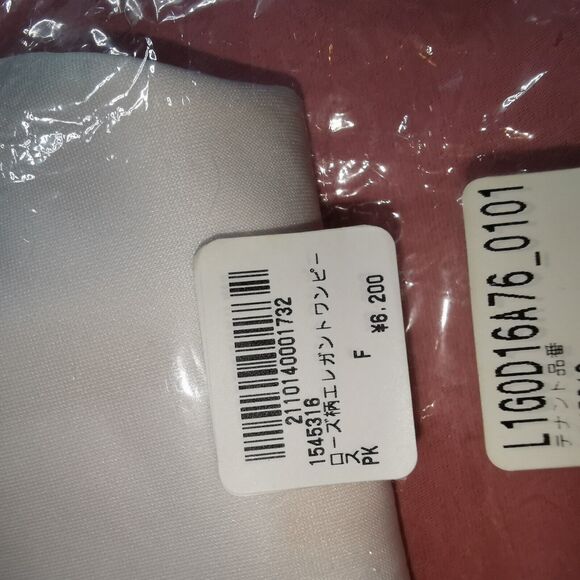 2110140001732
1545316
ローズ柄エレガントワンピー
ス
PK
F
¥6,200
L1G0D16A76_0101
テナント品番